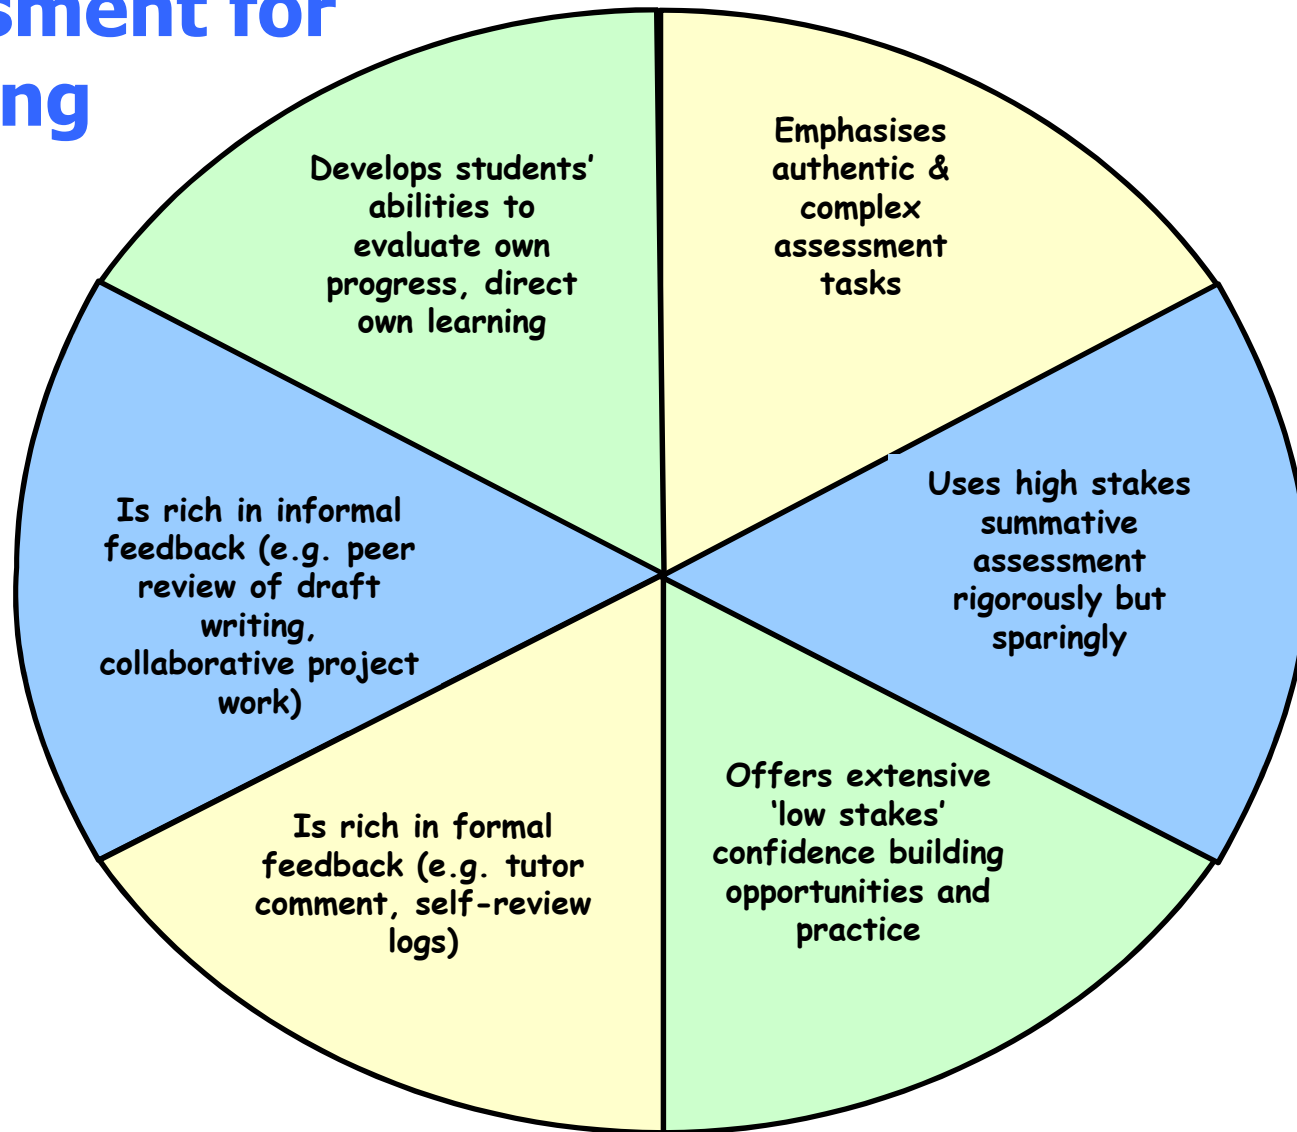 sment for
ng
Emphasises
authentic &
complex
assessment
tasks
Uses high stakes
summative
assessment
rigorously but
sparingly
Offers extensive
‘low stakes’
confidence building
opportunities and
practice
Is rich in formal
feedback (e.g. tutor
comment, self-review
logs)
Is rich in informal
feedback (e.g. peer
review of draft
writing,
collaborative project
work)
Develops students’
abilities to
evaluate own
progress, direct
own learning